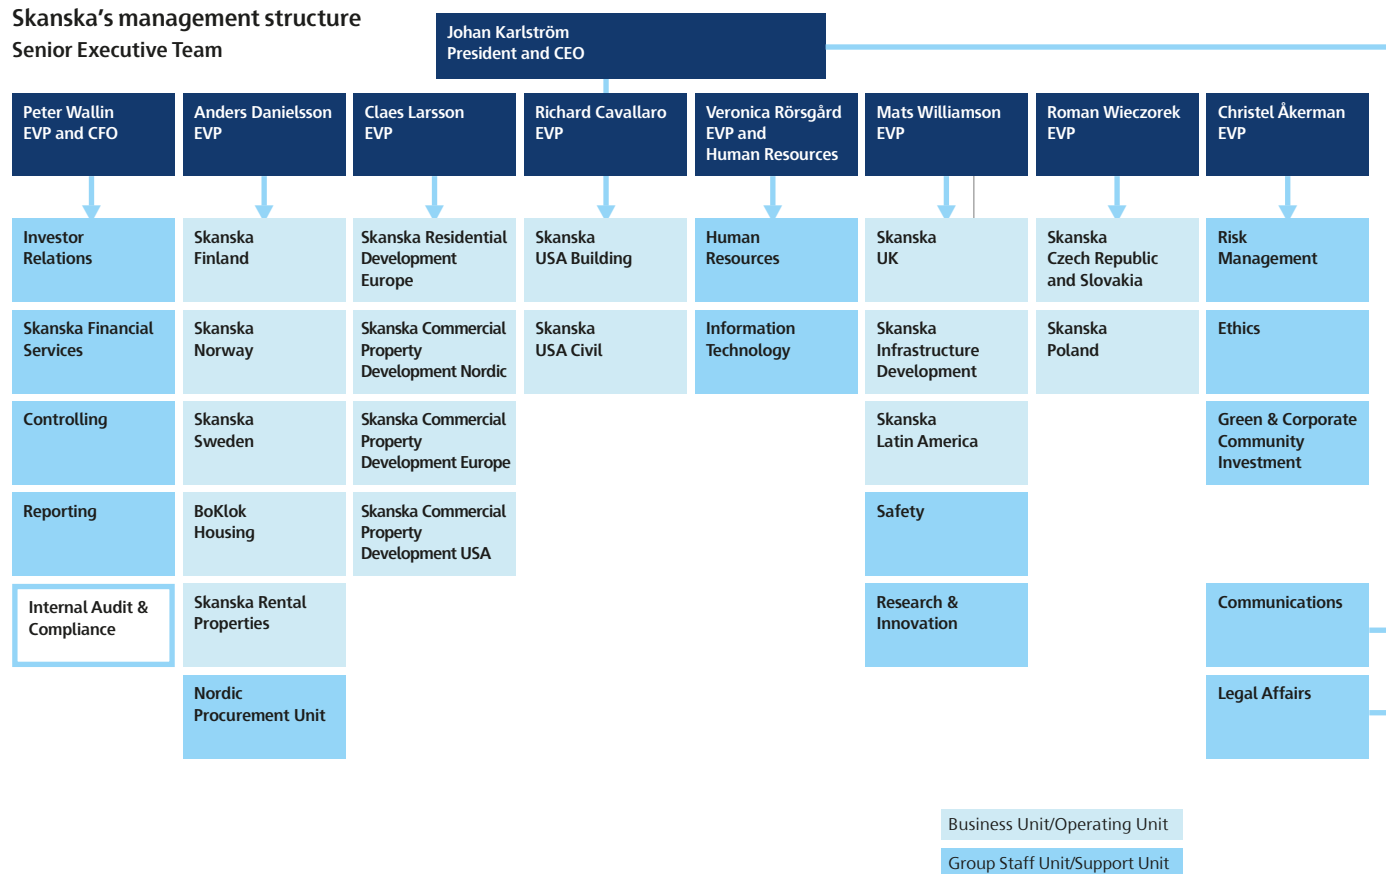 Skanska's management structure
Senior Executive Team
Johan Karlström
President and CEO
Peter Wallin
EVP and CFO
Anders Danielsson
EVP
Claes Larsson
EVP
Richard Cavallaro
EVP
Veronica Rörsgård
EVP and
Human Resources
Mats Williamson
EVP
Roman Wieczorek
EVP
Christel Åkerman
EVP
Investor
Relations
Skanska
Finland
Skanska Residential
Development
Europe
Skanska
USA Building
Human
Resources
Skanska
UK
Skanska
Czech Republic
and Slovakia
Risk
Management
Skanska Financial
Services
Skanska
Norway
Skanska Commercial
Property
Development Nordic
Skanska
USA Civil
Information
Technology
Skanska
Infrastructure
Development
Skanska
Poland
Ethics
Controlling
Skanska
Sweden
Skanska Commercial
Property
Development Europe
Skanska
Latin America
Green & Corporate
Community
Investment
Reporting
BoKlok
Housing
Skanska Commercial
Property
Development USA
Safety
Internal Audit &
Compliance
Skanska Rental
Properties
Research &
Innovation
Communications
Nordic
Procurement Unit
Legal Affairs
Business Unit/Operating Unit
Group Staff Unit/Support Unit